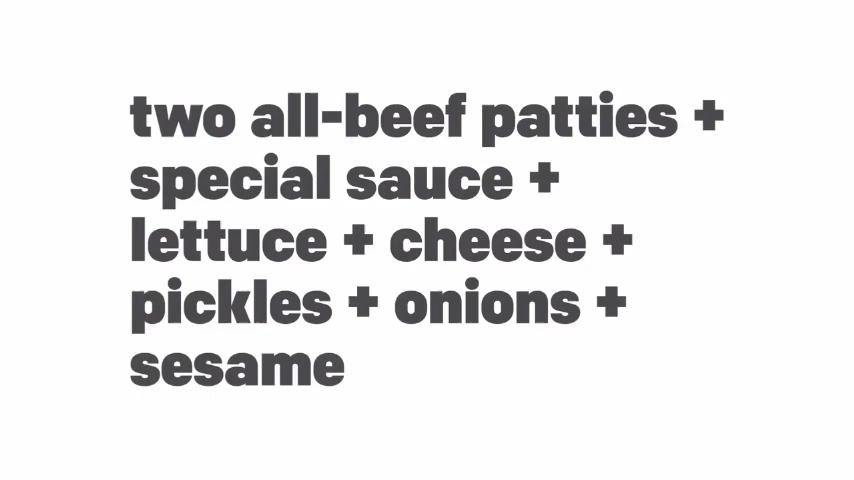 two all-beef patties +
special sauce +
lettuce + cheese +
pickles + onions +
sesame